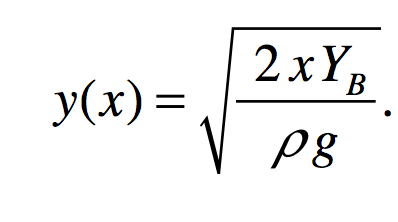 y(x) = √(2xY_B / ρg).